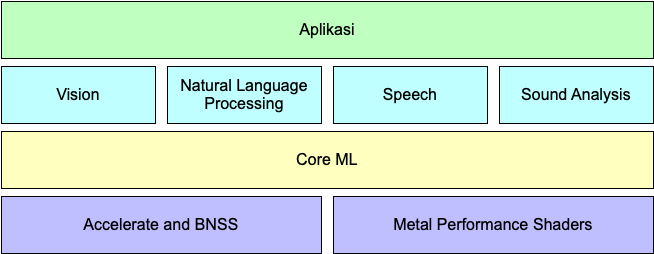 Aplikasi
Vision
Natural Language
Processing
Speech
Sound Analysis
Core ML
Accelerate and BNSS
Metal Performance Shaders